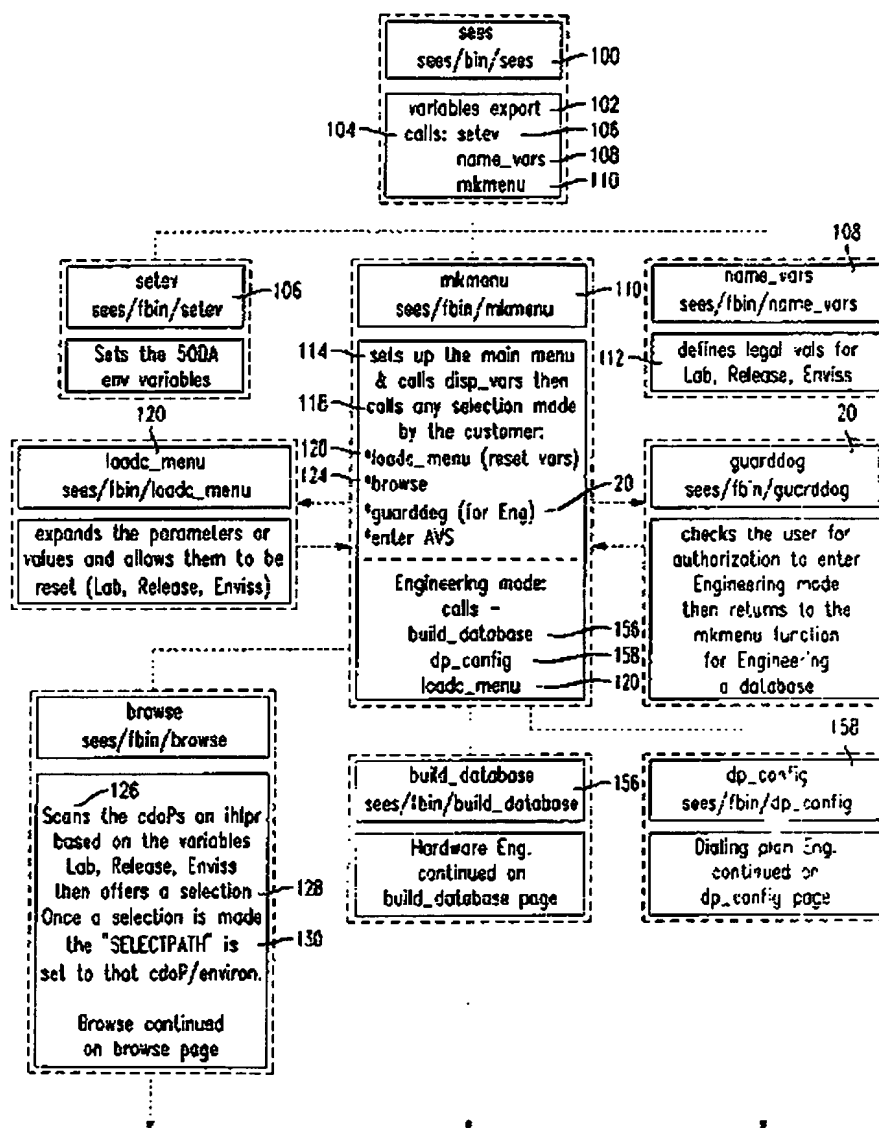 sees
sees/bin/sees
100
variables export
102
104
calls: setev
106
name_vars
108
mkmenu
110
setev
sees/fbin/setev
106
Sets the 500A
env variables
mkmenu
sees/fbin/mkmenu
110
108
name_vars
sees/fbin/name_vars
112
defines legal vals for
Lab, Release, Enviss
114
sets up the main menu
& calls disp_vars then
116
calls any selection made
by the customer:
120
*loadc_menu (reset vars)
124
*browse
*guarddog (for Eng)
20
*enter AVS
Engineering mode:
calls -
build_database
156
dp_config
158
loadc_menu
120
120
loadc_menu
sees/fbin/loadc_menu
expands the parameters or
values and allows them to be
reset (Lab, Release, Enviss)
20
guarddog
sees/fbin/guarddog
checks the user for
authorization to enter
Engineering mode
then returns to the
mkmenu function
for Engineering
a database
browse
sees/fbin/browse
126
Scans the cdoPs on ihlpr
based on the variables
Lab, Release, Enviss
then offers a selection
128
Once a selection is made
the "SELECTPATH" is
130
set to that cdoP/environ.
Browse continued
on browse page
build_database
sees/fbin/build_database
156
Hardware Eng.
continued on
build_database page
158
dp_config
sees/fbin/dp_config
Dialing plan Eng.
continued on
dp_config page